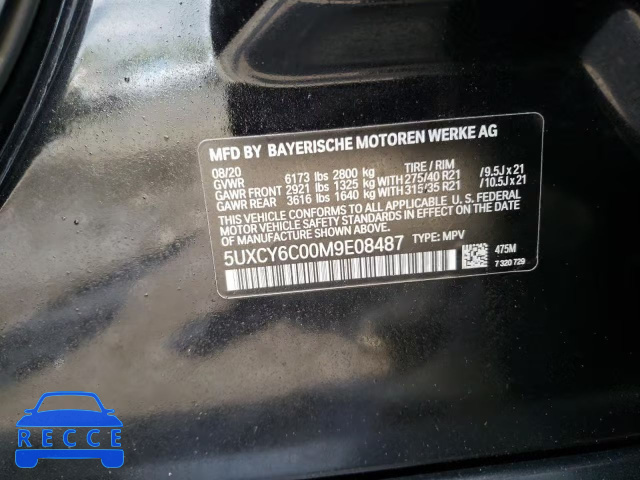 MFD BY BAYERISCHE MOTOREN WERKE AG
08/20 6173 lbs 2800 kg TIRE / RIM
GVWR
GAWR FRONT 2921 lbs 1325 kg WITH 275/40 R21 /9.5J x 21
GAWR REAR 3616 lbs 1640 kg WITH 315/35 R21 /10.5J x 21
THIS VEHICLE CONFORMS TO ALL APPLICABLE U.S. FEDERAL
MOTOR VEHICLE SAFETY STANDARDS IN EFFECT ON THE DATE OF
MANUFACTURE SHOWN ABOVE.
5UXCY6C00M9E08487 TYPE: MPV
475M
7 320 729
RECCE